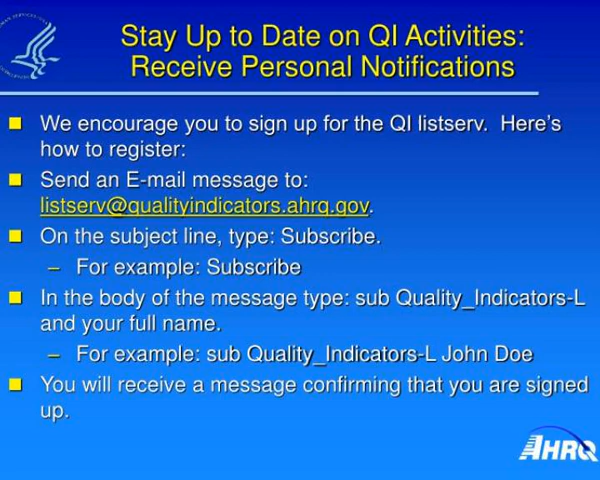 Stay Up to Date on QI Activities:
Receive Personal Notifications
We encourage you to sign up for the QI listserv.  Here's
how to register:
Send an E-mail message to:
listserv@qualityindicators.ahrq.gov.
On the subject line, type: Subscribe.
– For example: Subscribe
In the body of the message type: sub Quality_Indicators-L
and your full name.
– For example: sub Quality_Indicators-L John Doe
You will receive a message confirming that you are signed
up.
AHRQ